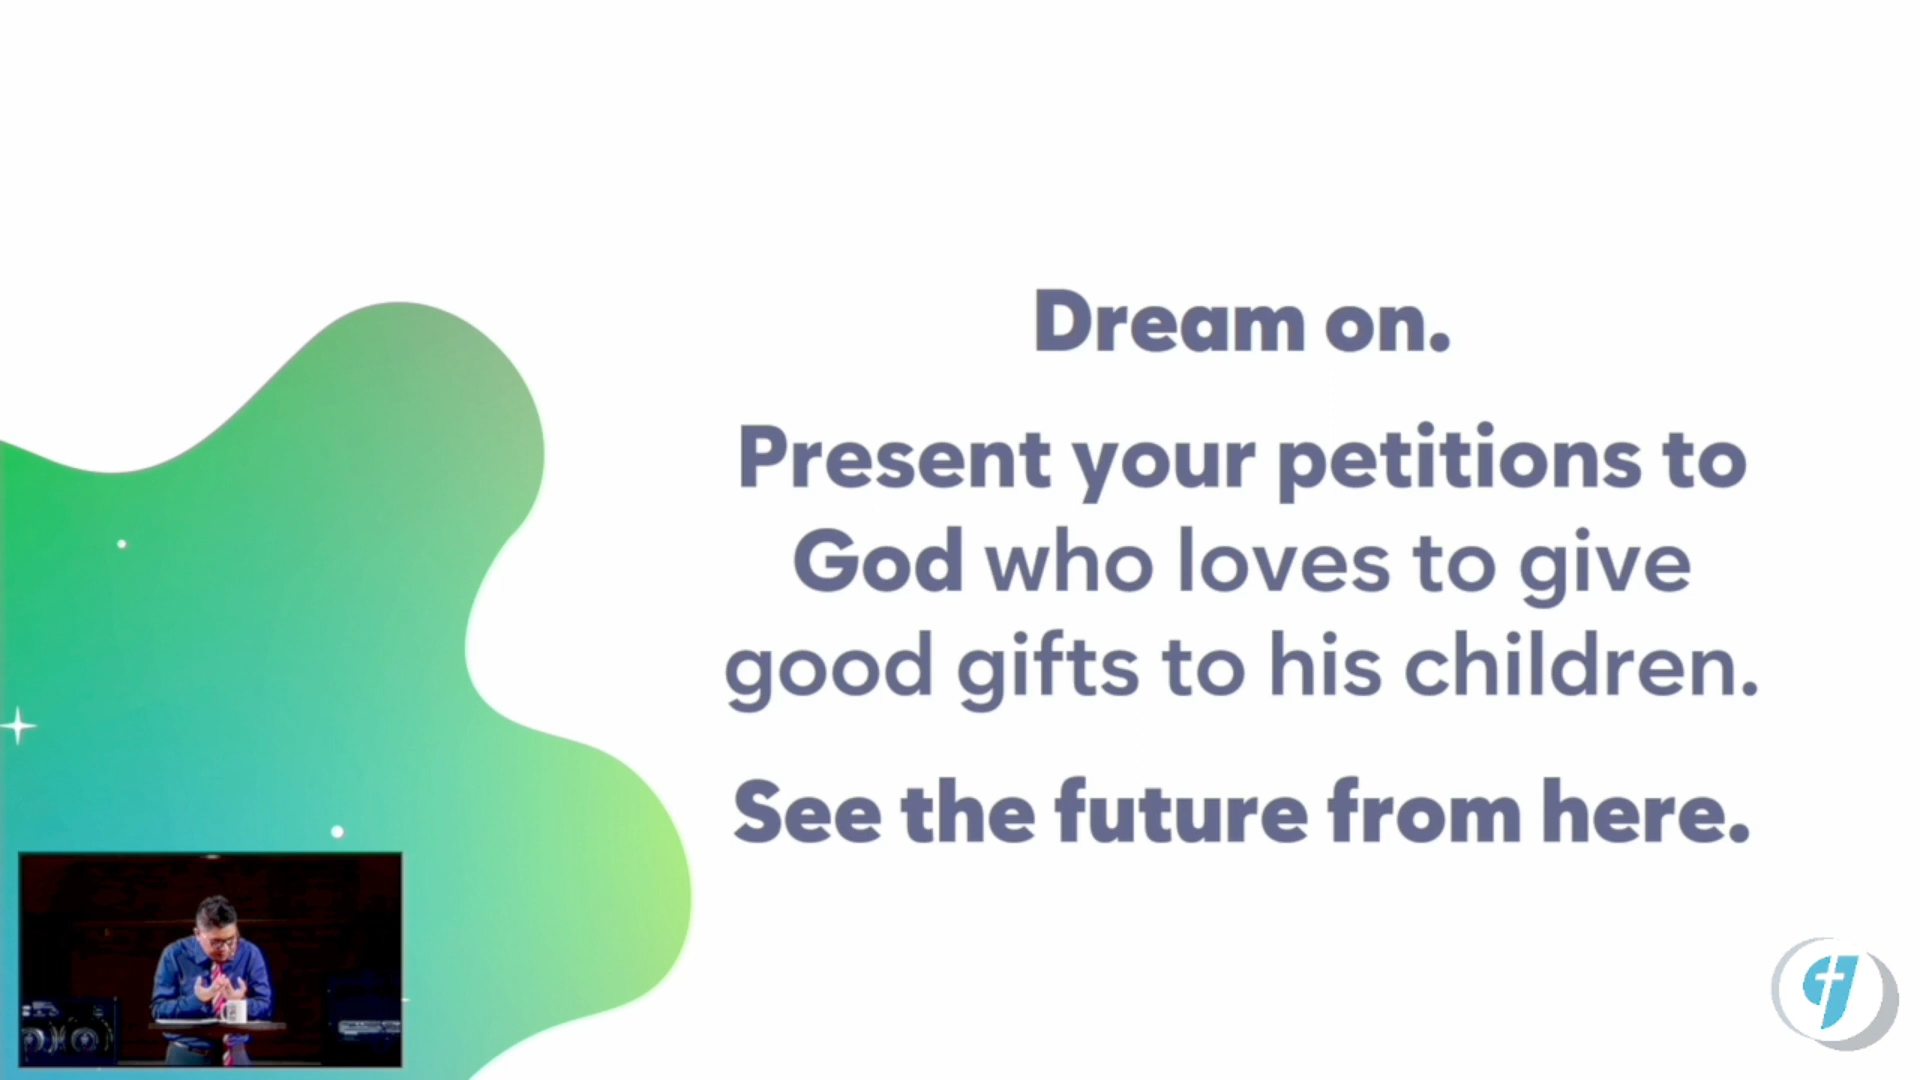 Dream on.
Present your petitions to
God who loves to give
good gifts to his children.
See the future from here.